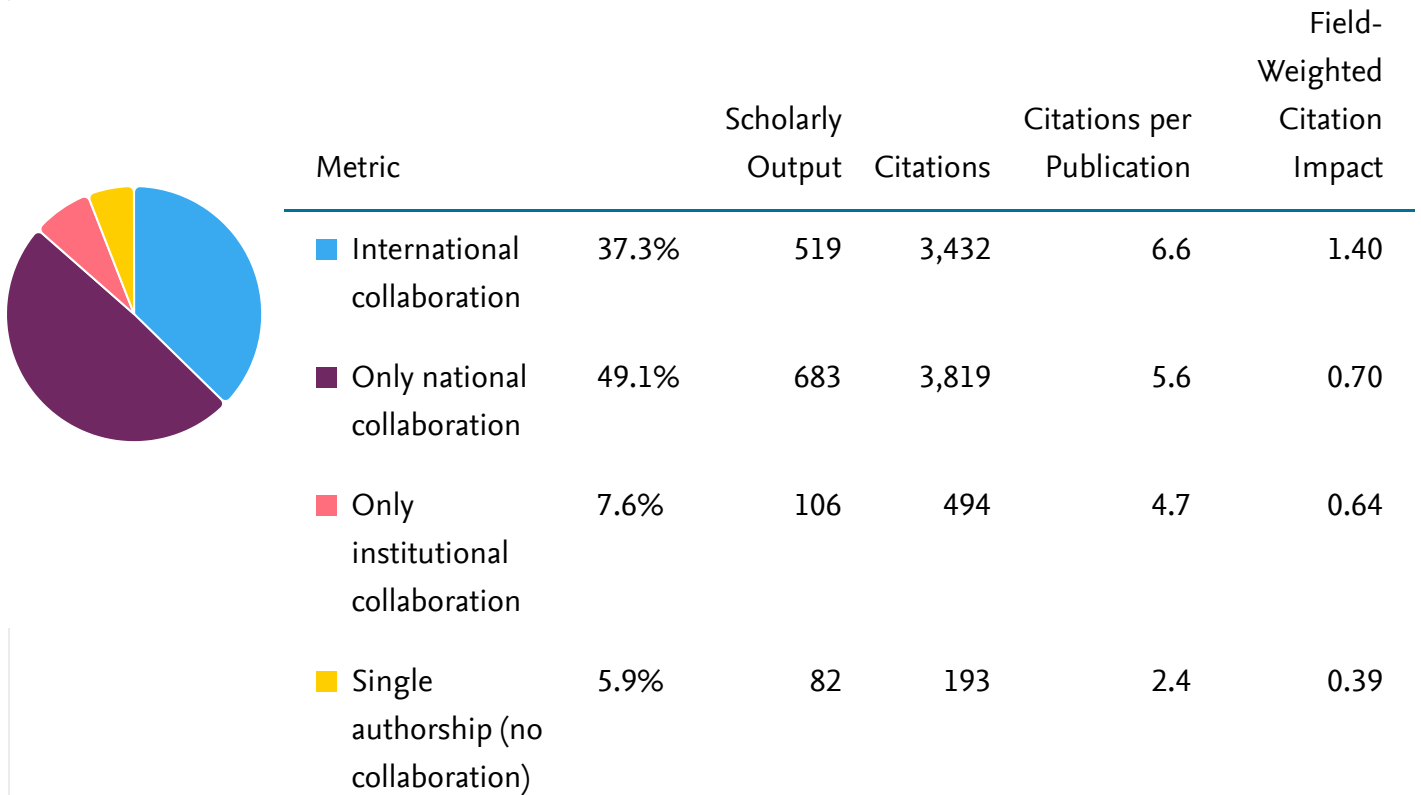 Field-
Weighted
Scholarly Citations per Citation
Metric Output Citations Publication Impact
International 37.3% 519 3,432 6.6 1.40
collaboration
Only national 49.1% 683 3,819 5.6 0.70
collaboration
Only 7.6% 106 494 4.7 0.64
institutional
collaboration
Single 5.9% 82 193 2.4 0.39
authorship (no
collaboration)